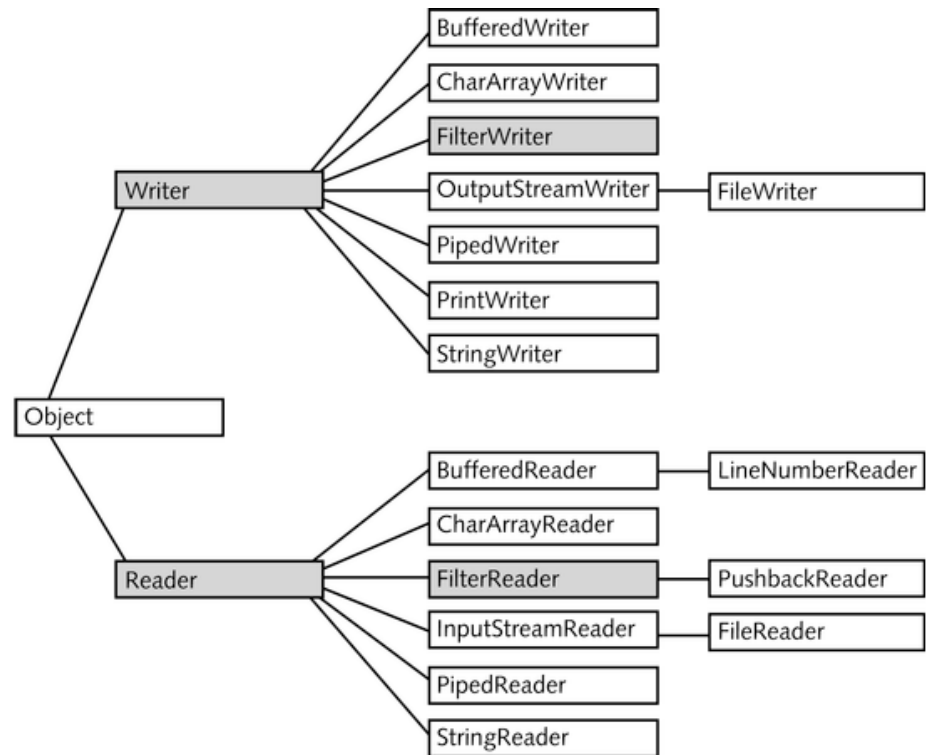 BufferedWriter
CharArrayWriter
FilterWriter
Writer
OutputStreamWriter
FileWriter
PipedWriter
PrintWriter
StringWriter
Object
BufferedReader
LineNumberReader
CharArrayReader
Reader
FilterReader
PushbackReader
InputStreamReader
FileReader
PipedReader
StringReader